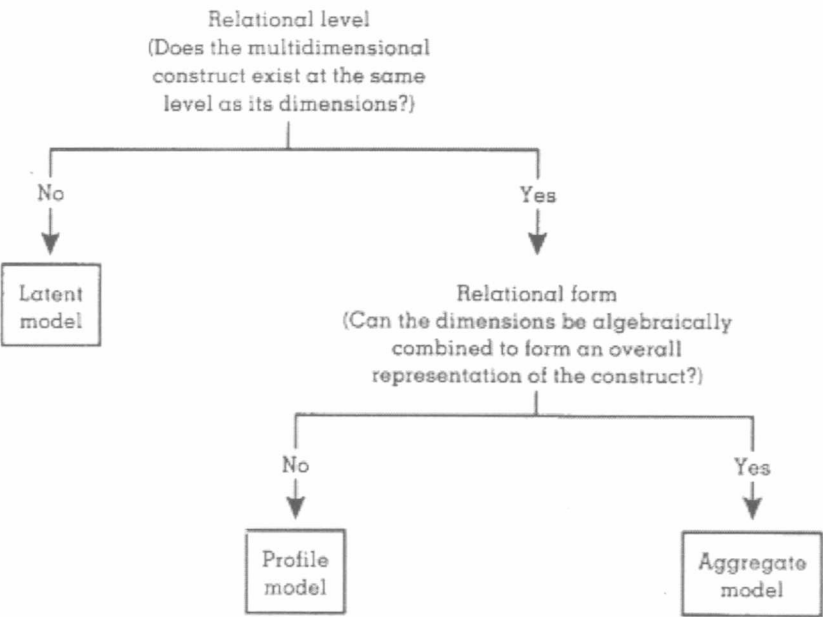 Relational level
(Does the multidimensional
construct exist at the same
level as its dimensions?)
No
Yes
Latent
model
Relational form
(Can the dimensions be algebraically
combined to form an overall
representation of the construct?)
No
Yes
Profile
model
Aggregate
model